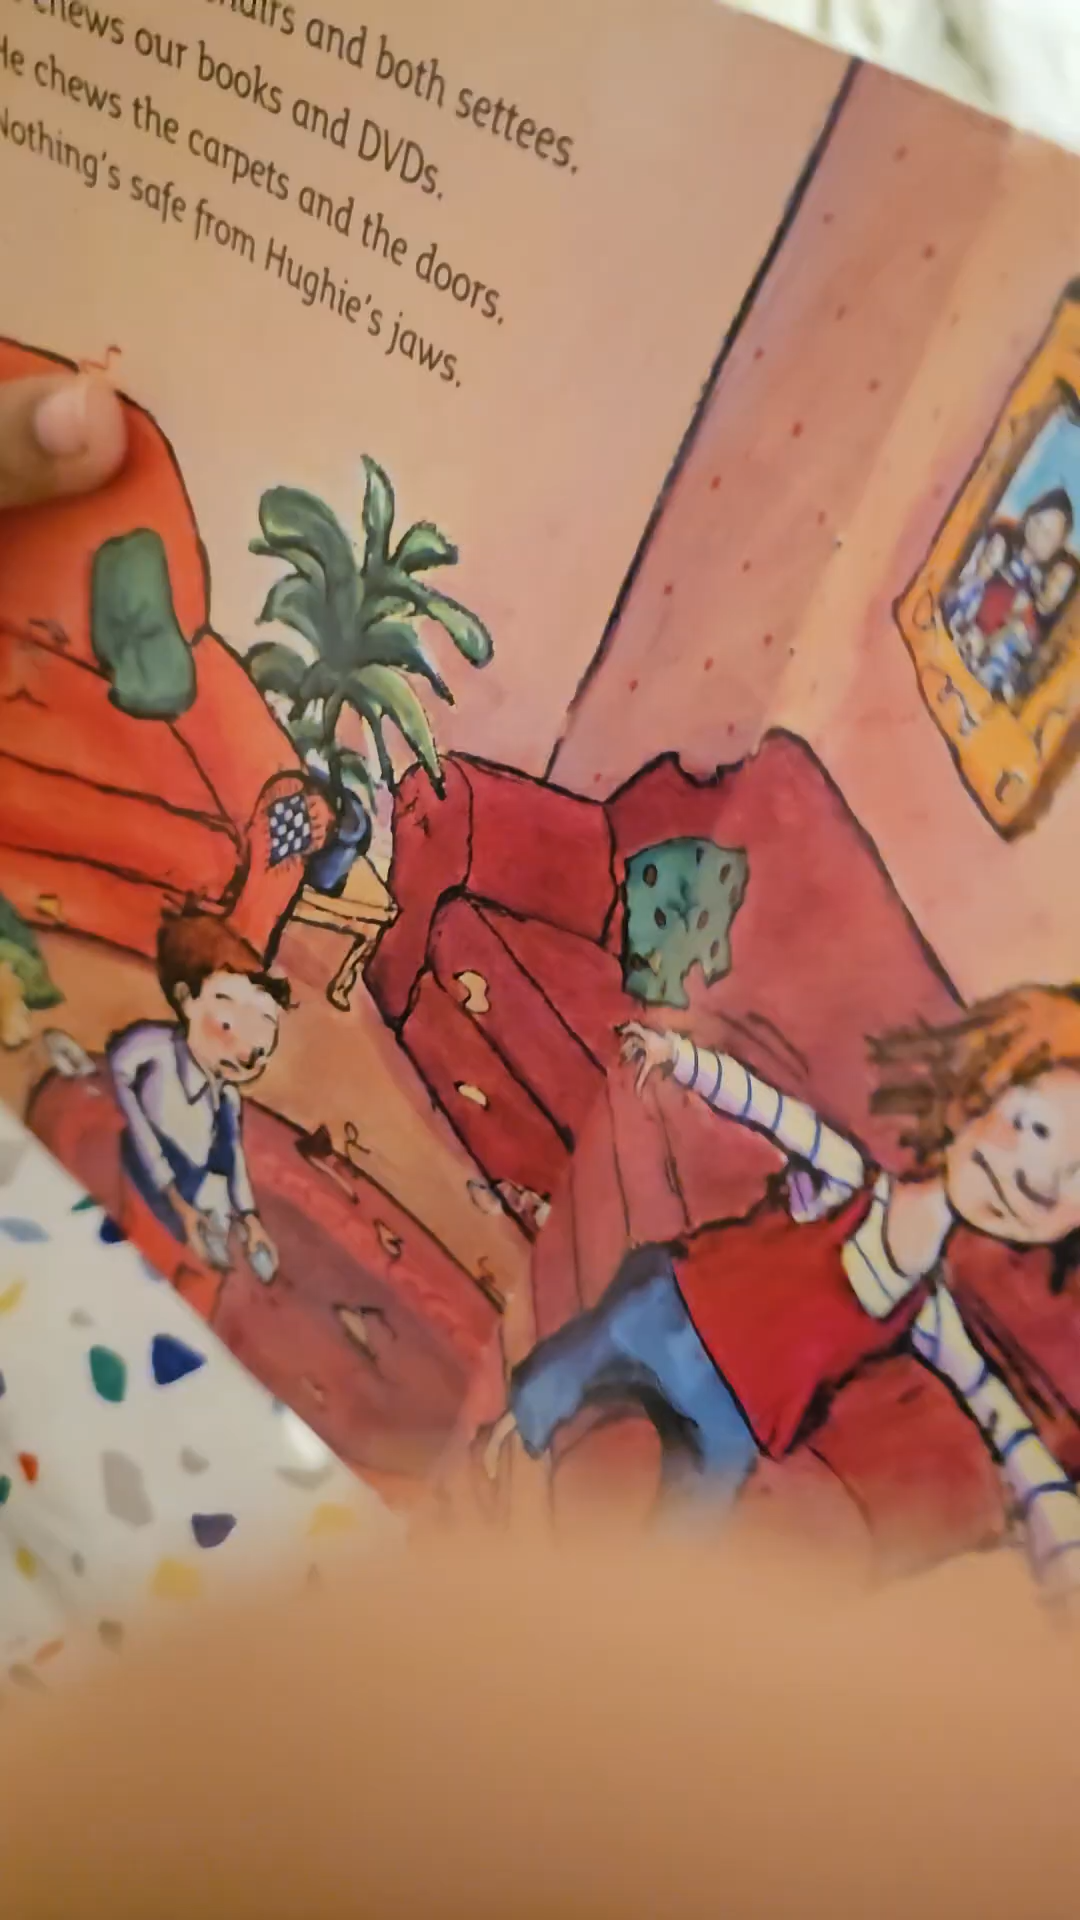 and both settees.
chews our books and DVDs.
He chews the carpets and the doors.
Nothing's safe from Hughie's jaws.